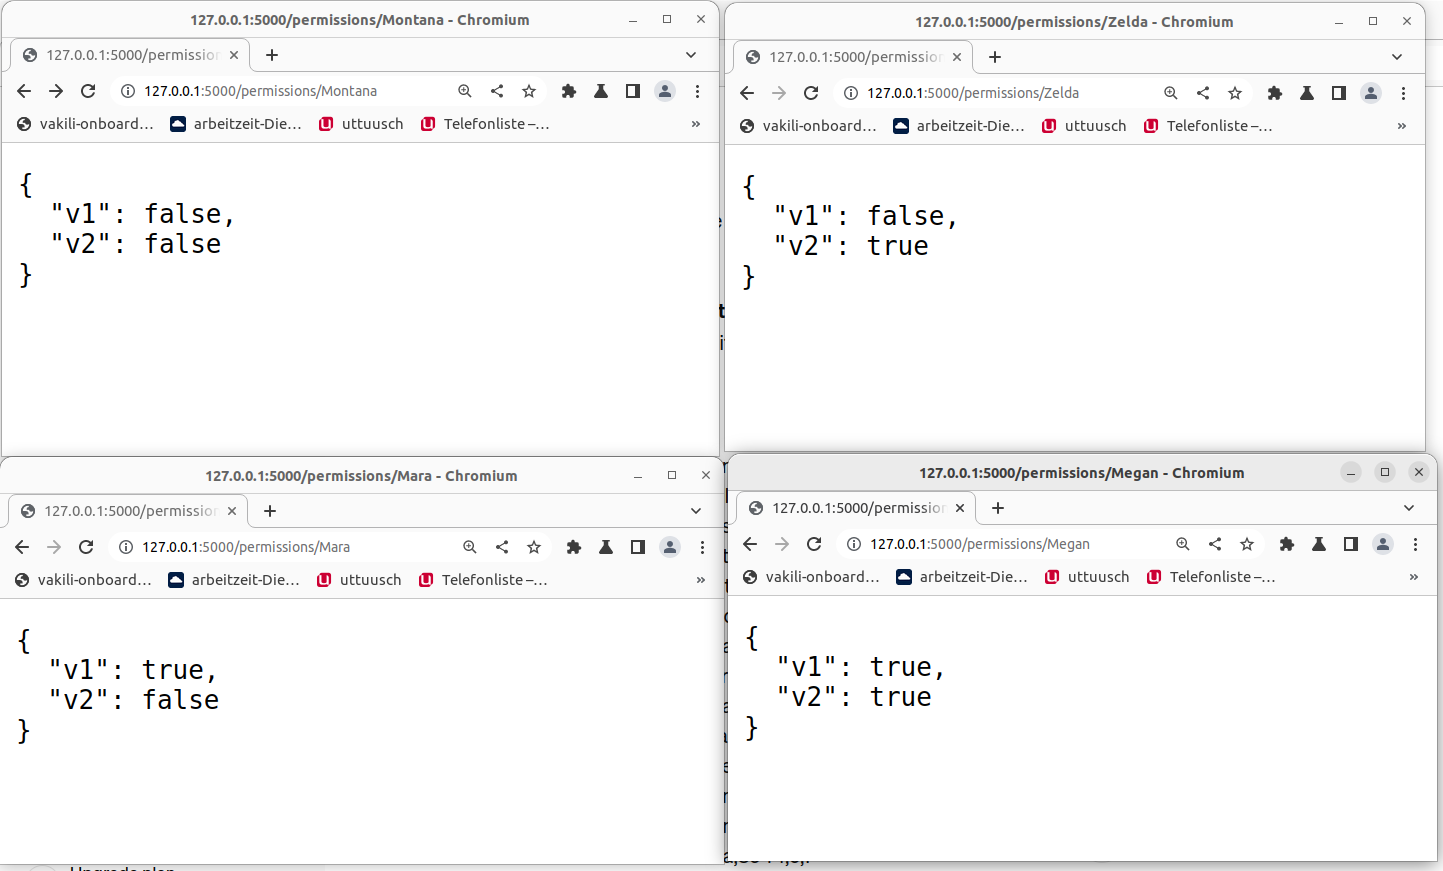 127.0.0.1:5000/permissions/Montana - Chromium
127.0.0.1:5000/permission
127.0.0.1:5000/permissions/Montana
vakili-onboard… arbeitzeit-Die… uttuusch Telefonliste –… »
{
"v1": false,
"v2": false
}
127.0.0.1:5000/permissions/Zelda - Chromium
127.0.0.1:5000/permission
127.0.0.1:5000/permissions/Zelda
vakili-onboard… arbeitzeit-Die… uttuusch Telefonliste –… »
{
"v1": false,
"v2": true
}
127.0.0.1:5000/permissions/Mara - Chromium
127.0.0.1:5000/permission
127.0.0.1:5000/permissions/Mara
vakili-onboard… arbeitzeit-Die… uttuusch Telefonliste –… »
{
"v1": true,
"v2": false
}
127.0.0.1:5000/permissions/Megan - Chromium
127.0.0.1:5000/permission
127.0.0.1:5000/permissions/Megan
vakili-onboard… arbeitzeit-Die… uttuusch Telefonliste –… »
{
"v1": true,
"v2": true
}
Upgrade plan